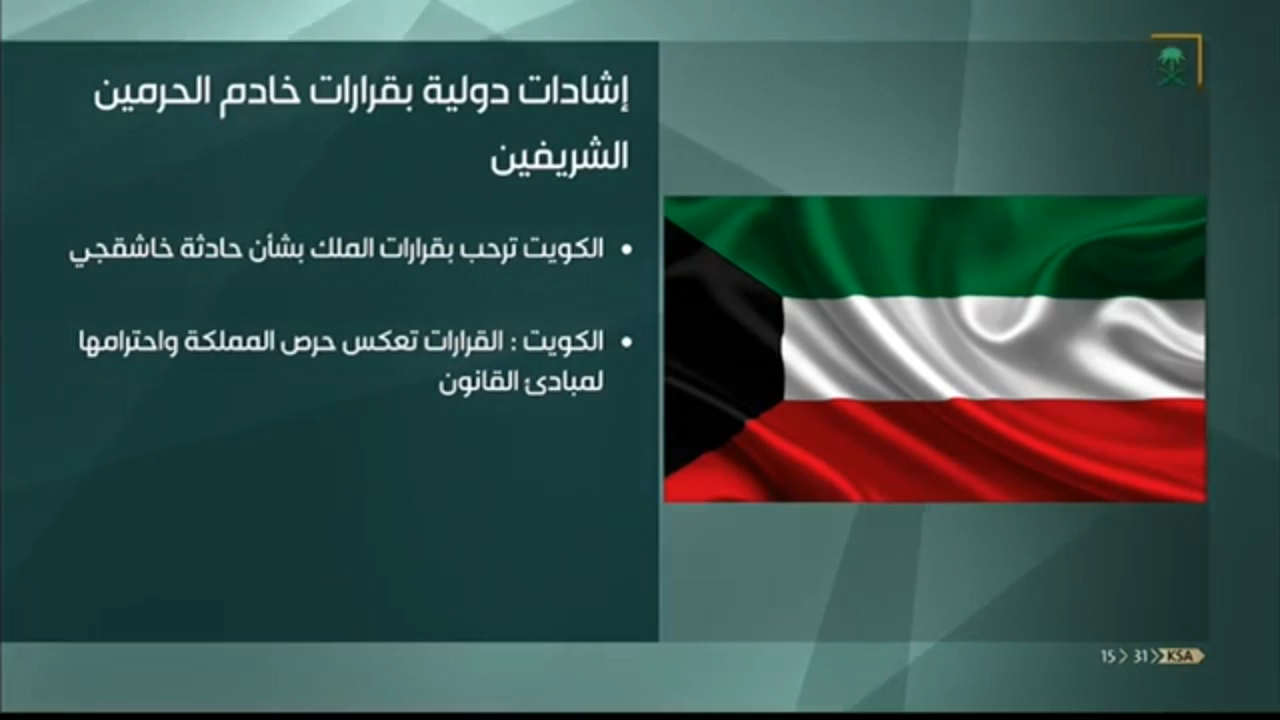 إشادات دولية بقرارات خادم الحرمين
الشريفين
• الكويت ترحب بقرارات الملك بشأن حادثة خاشقجي
• الكويت : القرارات تعكس حرص المملكة واحترامها
لمبادئ القانون
15 > 31 > KSA